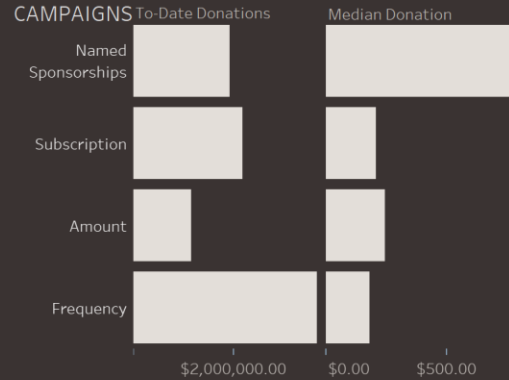 CAMPAIGNS To-Date Donations Median Donation
Named
Sponsorships
Subscription
Amount
Frequency
$2,000,000.00 $0.00 $500.00